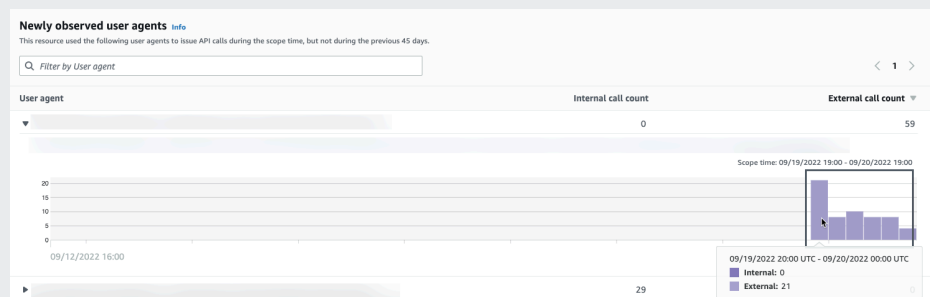 Newly observed user agents Info
This resource used the following user agents to issue API calls during the scope time, but not during the previous 45 days.
Filter by User agent
1
User agent Internal call count External call count
0 59
Scope time: 09/19/2022 19:00 - 09/20/2022 19:00
20
15
10
5
0
09/12/2022 16:00
09/19/2022 20:00 UTC - 09/20/2022 00:00 UTC
Internal: 0
External: 21
29 0